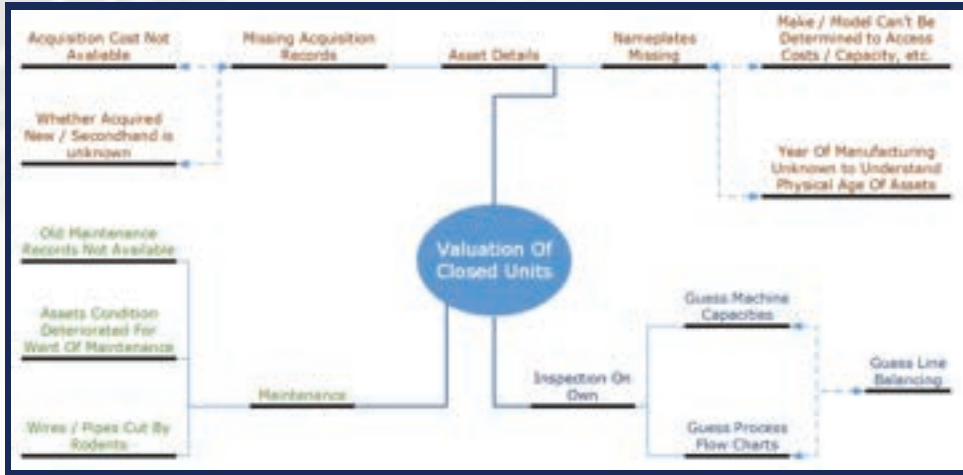 Acquisition Cost Not
Available
Missing Acquisition
Records
Asset Details
Nameplates
Missing
Make / Model Can't Be
Determined to Access
Costs / Capacity, etc.
Whether Acquired
New / Secondhand is
unknown
Year Of Manufacturing
Unknown to Understand
Physical Age Of Assets
Valuation Of
Closed Units
Old Maintenance
Records Not Available
Assets Condition
Deteriorated For
Want Of Maintenance
Wires / Pipes Cut By
Rodents
Maintenance
Inspection On
Own
Guess Machine
Capacities
Guess Process
Flow Charts
Guess Line
Balancing